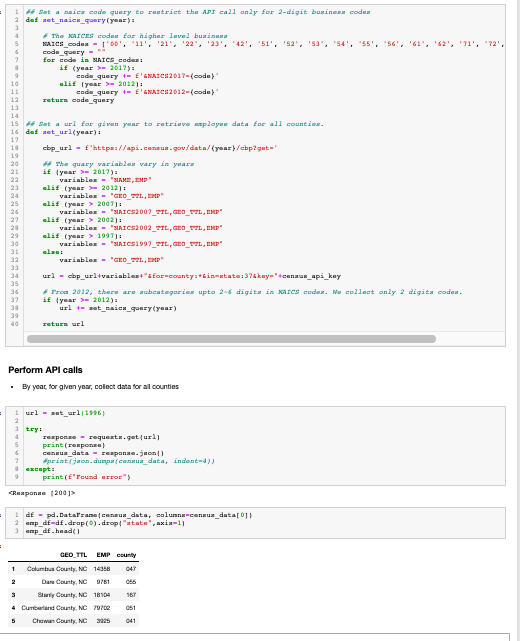 1 ## Set a naics code query to restrict the API call only for 2-digit business codes
2 def set_naics_query(year):
3
4 # The NAICES codes for higher level business
5 NAICS_codes = ['00', '11', '21', '22', '23', '42', '51', '52', '53', '54', '55', '56', '61', '62', '71', '72',
6 code_query = ""
7 for code in NAICS_codes:
8 if (year >= 2017):
9 code_query += f'&NAICS2017={code}'
10 elif (year >= 2012):
11 code_query += f'&NAICS2012={code}'
12 return code_query
13
14
15 ## Set a url for given year to retrieve employee data for all counties.
16 def set_url(year):
17
18 cbp_url = f'https://api.census.gov/data/{year}/cbp?get='
19
20 ## The quary variables vary in years
21 if (year >= 2017):
22 variables = "NAME,EMP"
23 elif (year >= 2012):
24 variables = "GEO_TTL,EMP"
25 elif (year > 2007):
26 variables = "NAICS2007_TTL,GEO_TTL,EMP"
27 elif (year > 2002):
28 variables = "NAICS2002_TTL,GEO_TTL,EMP"
29 elif (year > 1997):
30 variables = "NAICS1997_TTL,GEO_TTL,EMP"
31 else:
32 variables = "GEO_TTL,EMP"
33
34 url = cbp_url+variables+"&for=county:*&in=state:37&key="+census_api_key
35
36 # From 2012, there are subcategories upto 2-6 digits in NAICS codes. We collect only 2 digits codes.
37 if (year >= 2012):
38 url += set_naics_query(year)
39
40 return url
Perform API calls
• By year, for given year, collect data for all counties
1 url = set_url(1996)
2
3 try:
4 response = requests.get(url)
5 print(response)
6 census_data = response.json()
7 #print(json.dumps(census_data, indent=4))
8 except:
9 print(f"Found error")
<Response [200]>
1 df = pd.DataFrame(census_data, columns=census_data[0])
2 emp_df=df.drop(0).drop("state",axis=1)
3 emp_df.head()
GEO_TTL EMP county
1 Columbus County, NC 14358 047
2 Dare County, NC 9781 055
3 Stanly County, NC 18104 167
4 Cumberland County, NC 79702 051
5 Chowan County, NC 3925 041